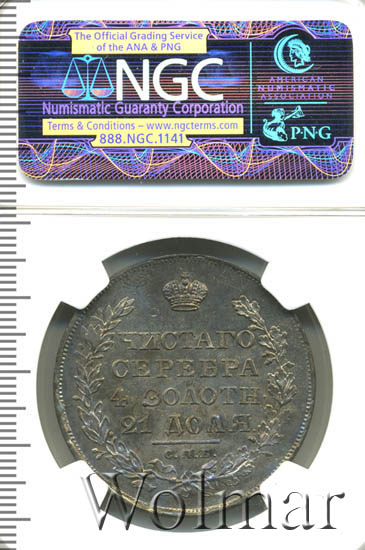 The Official Grading Service
of the ANA & PNG
NGC
Numismatic Guaranty Corporation
Terms & Conditions – www.ngcterms.com
888.NGC.1141
AMERICAN
NUMISMATIC
ASSOCIATION
PNG
ЧИСТАГО
СЕРЕБРА
4 ЗОЛОТН
21 ДОЛЯ
С.П.Б.
Wolmar